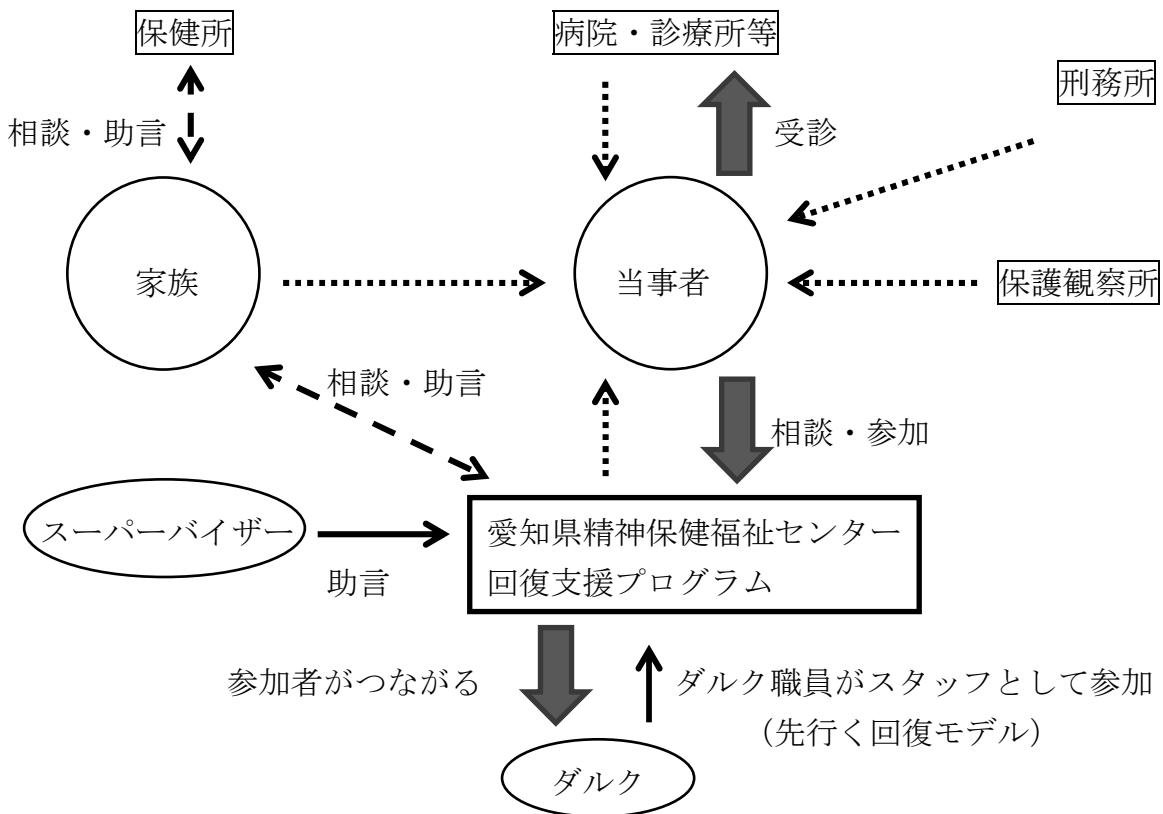 保健所
病院・診療所等
刑務所
相談・助言
受診
家族
当事者
保護観察所
相談・助言
相談・参加
スーパーバイザー
助言
愛知県精神保健福祉センター
回復支援プログラム
参加者がつながる
ダルク職員がスタッフとして参加
（先行く回復モデル）
ダルク